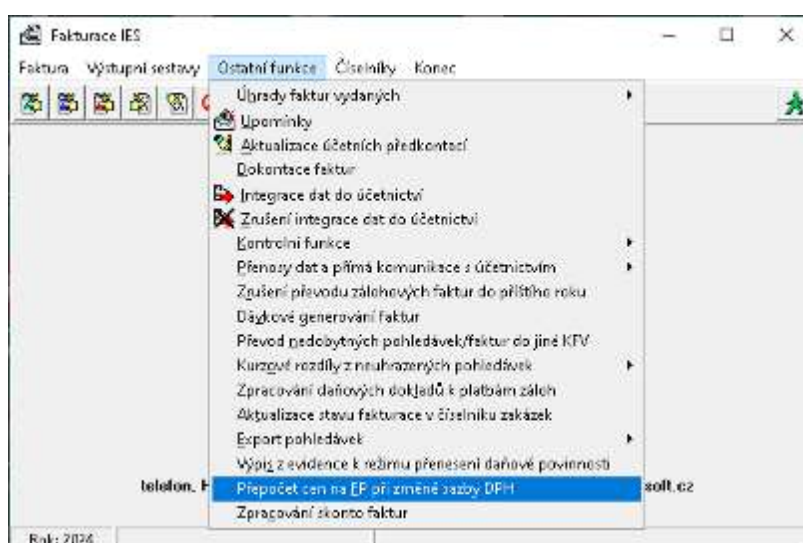 Fakturace IES
Faktura Výstupní sestavy Ostatní funkce Číselníky Konec
Úhrady faktur vydaných
Upomínky
Aktualizace účetních předkontací
Dokontace faktur
Integrace dat do účetnictví
Zrušení integrace dat do účetnictví
Kontrolní funkce
Přenosy dat a přímá komunikace s účetnictvím
Zrušení převodu zálohových faktur do příštího roku
Dávkové generování faktur
Převod nedobytných pohledávek/faktur do jiné KFV
Kurzové rozdíly z neuhrazených pohledávek
Zpracování daňových dokladů k platbám záloh
Aktualizace stavu fakturace v číselníku zakázek
Export pohledávek
Výpis z evidence k režimu přenesení daňové povinnosti
telefon, H
Přepočet cen na EP při změně sazby DPH
soft.cz
Zpracování skonto faktur
Rok: 2024